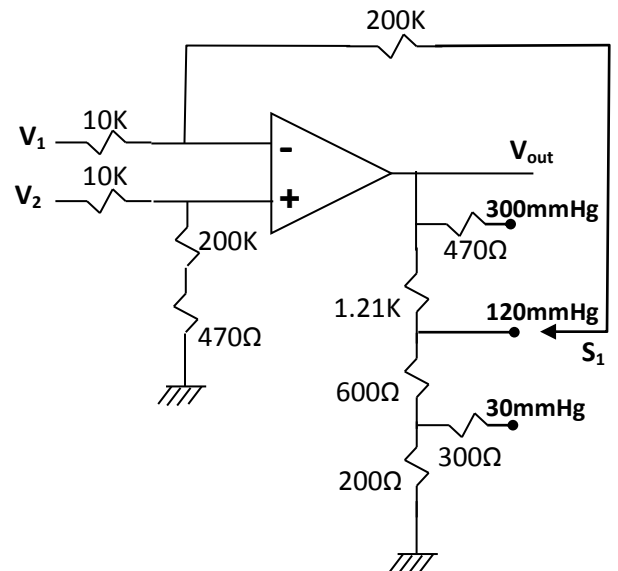 200K
10K
V₁
-
10K
V₂
+
Vout
200K
300mmHg
470Ω
1.21K
120mmHg
470Ω
S₁
600Ω
30mmHg
300Ω
200Ω